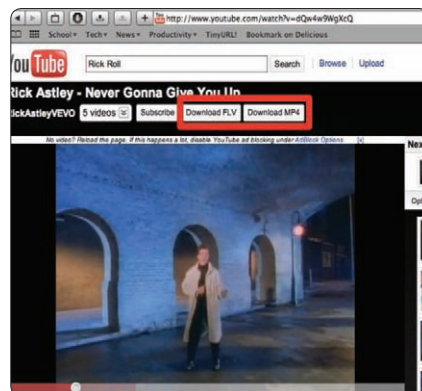 http://www.youtube.com/watch?v=dQw4w9WgXcQ
School▾ Tech▾ News▾ Productivity▾ TinyURL! Bookmark on Delicious
You Tube Rick Roll Search Browse Upload
Rick Astley - Never Gonna Give You Up
RickAstleyVEVO 5 videos Subscribe Download FLV Download MP4
No video? Reload the page, if this happens a lot, disable YouTube ad blocking under AdBlock Options. [x]